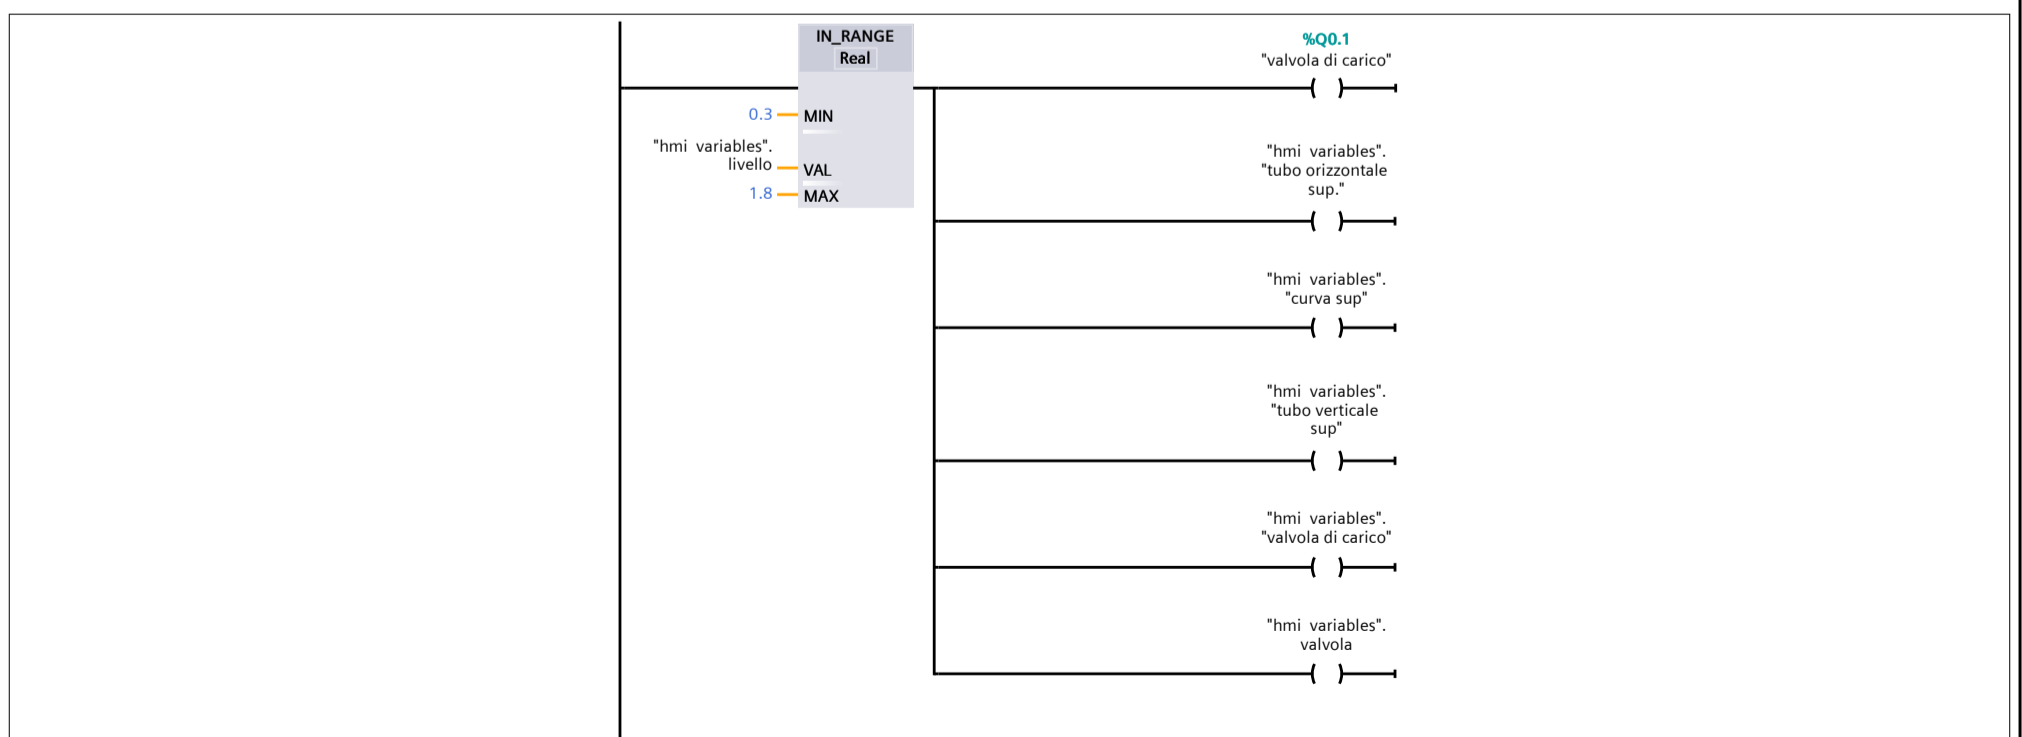 IN_RANGE
Real
0.3
MIN
"hmi variables".
livello
VAL
1.8
MAX
%Q0.1
"valvola di carico"
"hmi variables".
"tubo orizzontale
sup."
"hmi variables".
"curva sup"
"hmi variables".
"tubo verticale
sup"
"hmi variables".
"valvola di carico"
"hmi variables".
valvola